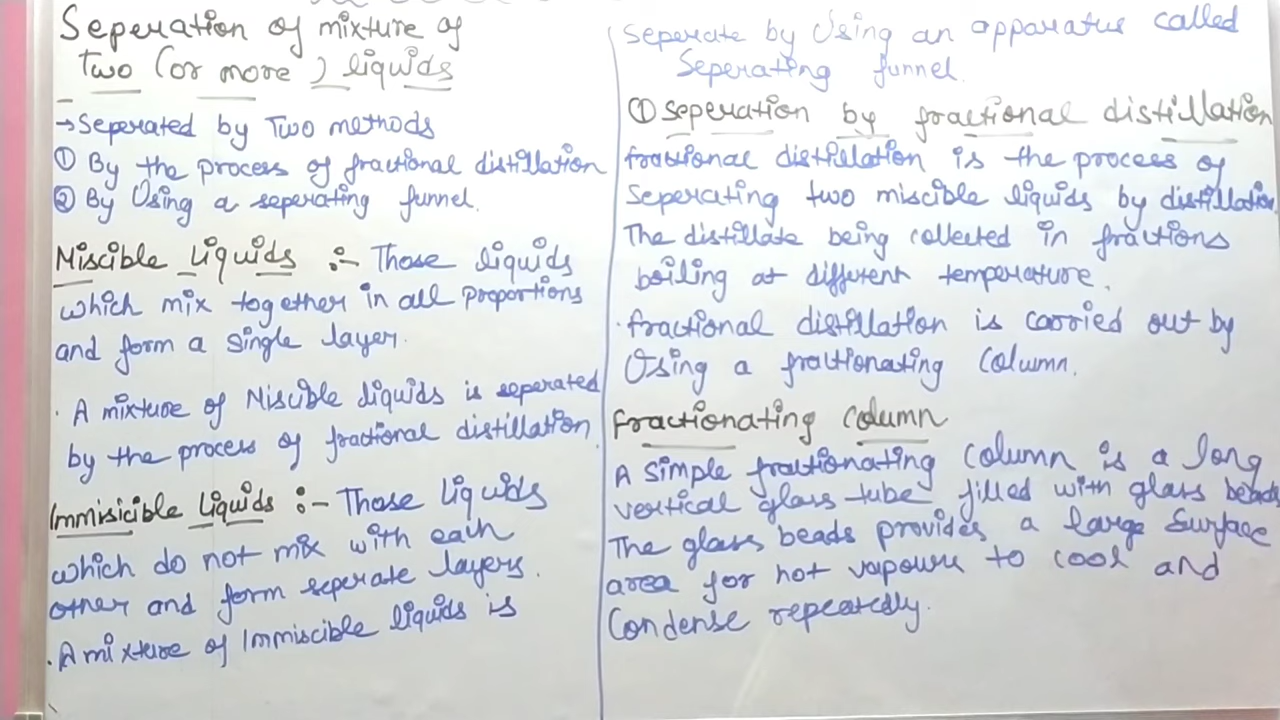 Seperation of mixture of
Two (or more) liquids
→ Seperated by Two methods
① By the process of fractional distillation
② By Using a seperating funnel.
Miscible Liquids :- Those liquids
which mix together in all proportions
and form a single layer.
. A mixture of Niscible liquids is seperated
by the process of fractional distillation
Immisicible Liquids :- Those Liquids
which do not mix with each
other and form seperate layers.
. A mixture of Immiscible liquids is
Seperate by Using an apparatus called
Seperating funnel.
① seperation by fractional distillation
fractional distillation is the process of
Seperating two miscible liquids by distillation
The distillate being collected in fractions
boiling at different temperature.
. fractional distillation is carried out by
Using a fractionating Column.
Fractionating Column
A simple fractionating Column is a long
vertical glass tube filled with glass beads
The glass beads provides a large Surface
area for hot vapours to cool and
Condense repeatedly.